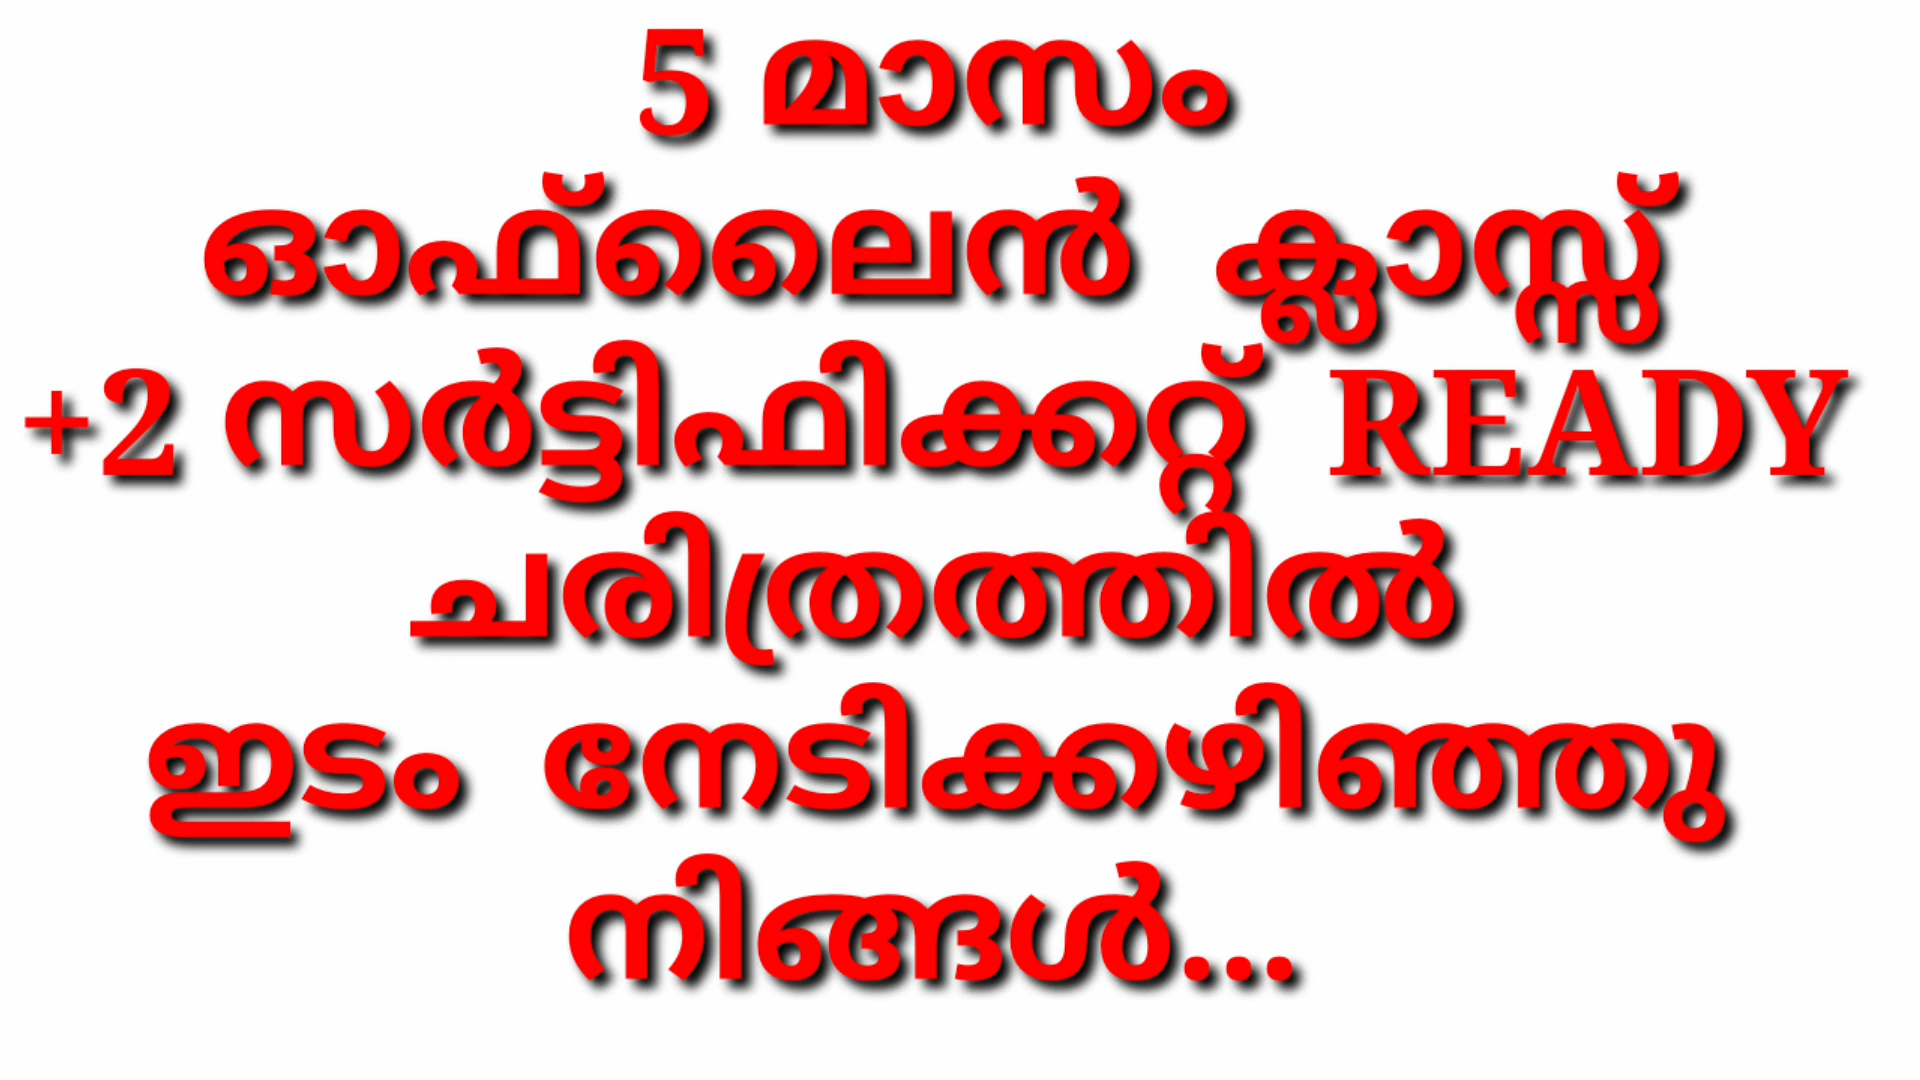 5 മാസം
ഓഫ്ലൈൻ ക്ലാസ്സ്
+2 സർട്ടിഫിക്കറ്റ് READY
ചരിത്രത്തിൽ
ഇടം നേടിക്കഴിഞ്ഞു
നിങ്ങൾ...